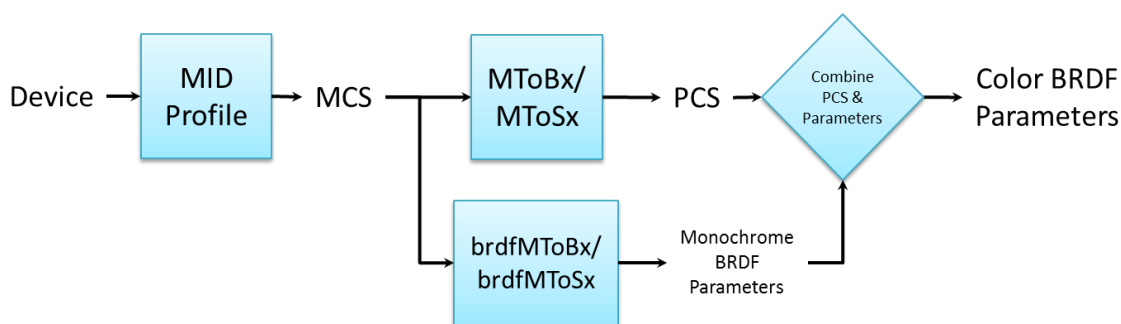 Device
MID
Profile
MCS
MToBx/
MToSx
PCS
Combine
PCS &
Parameters
Color BRDF
Parameters
brdfMToBx/
brdfMToSx
Monochrome
BRDF
Parameters